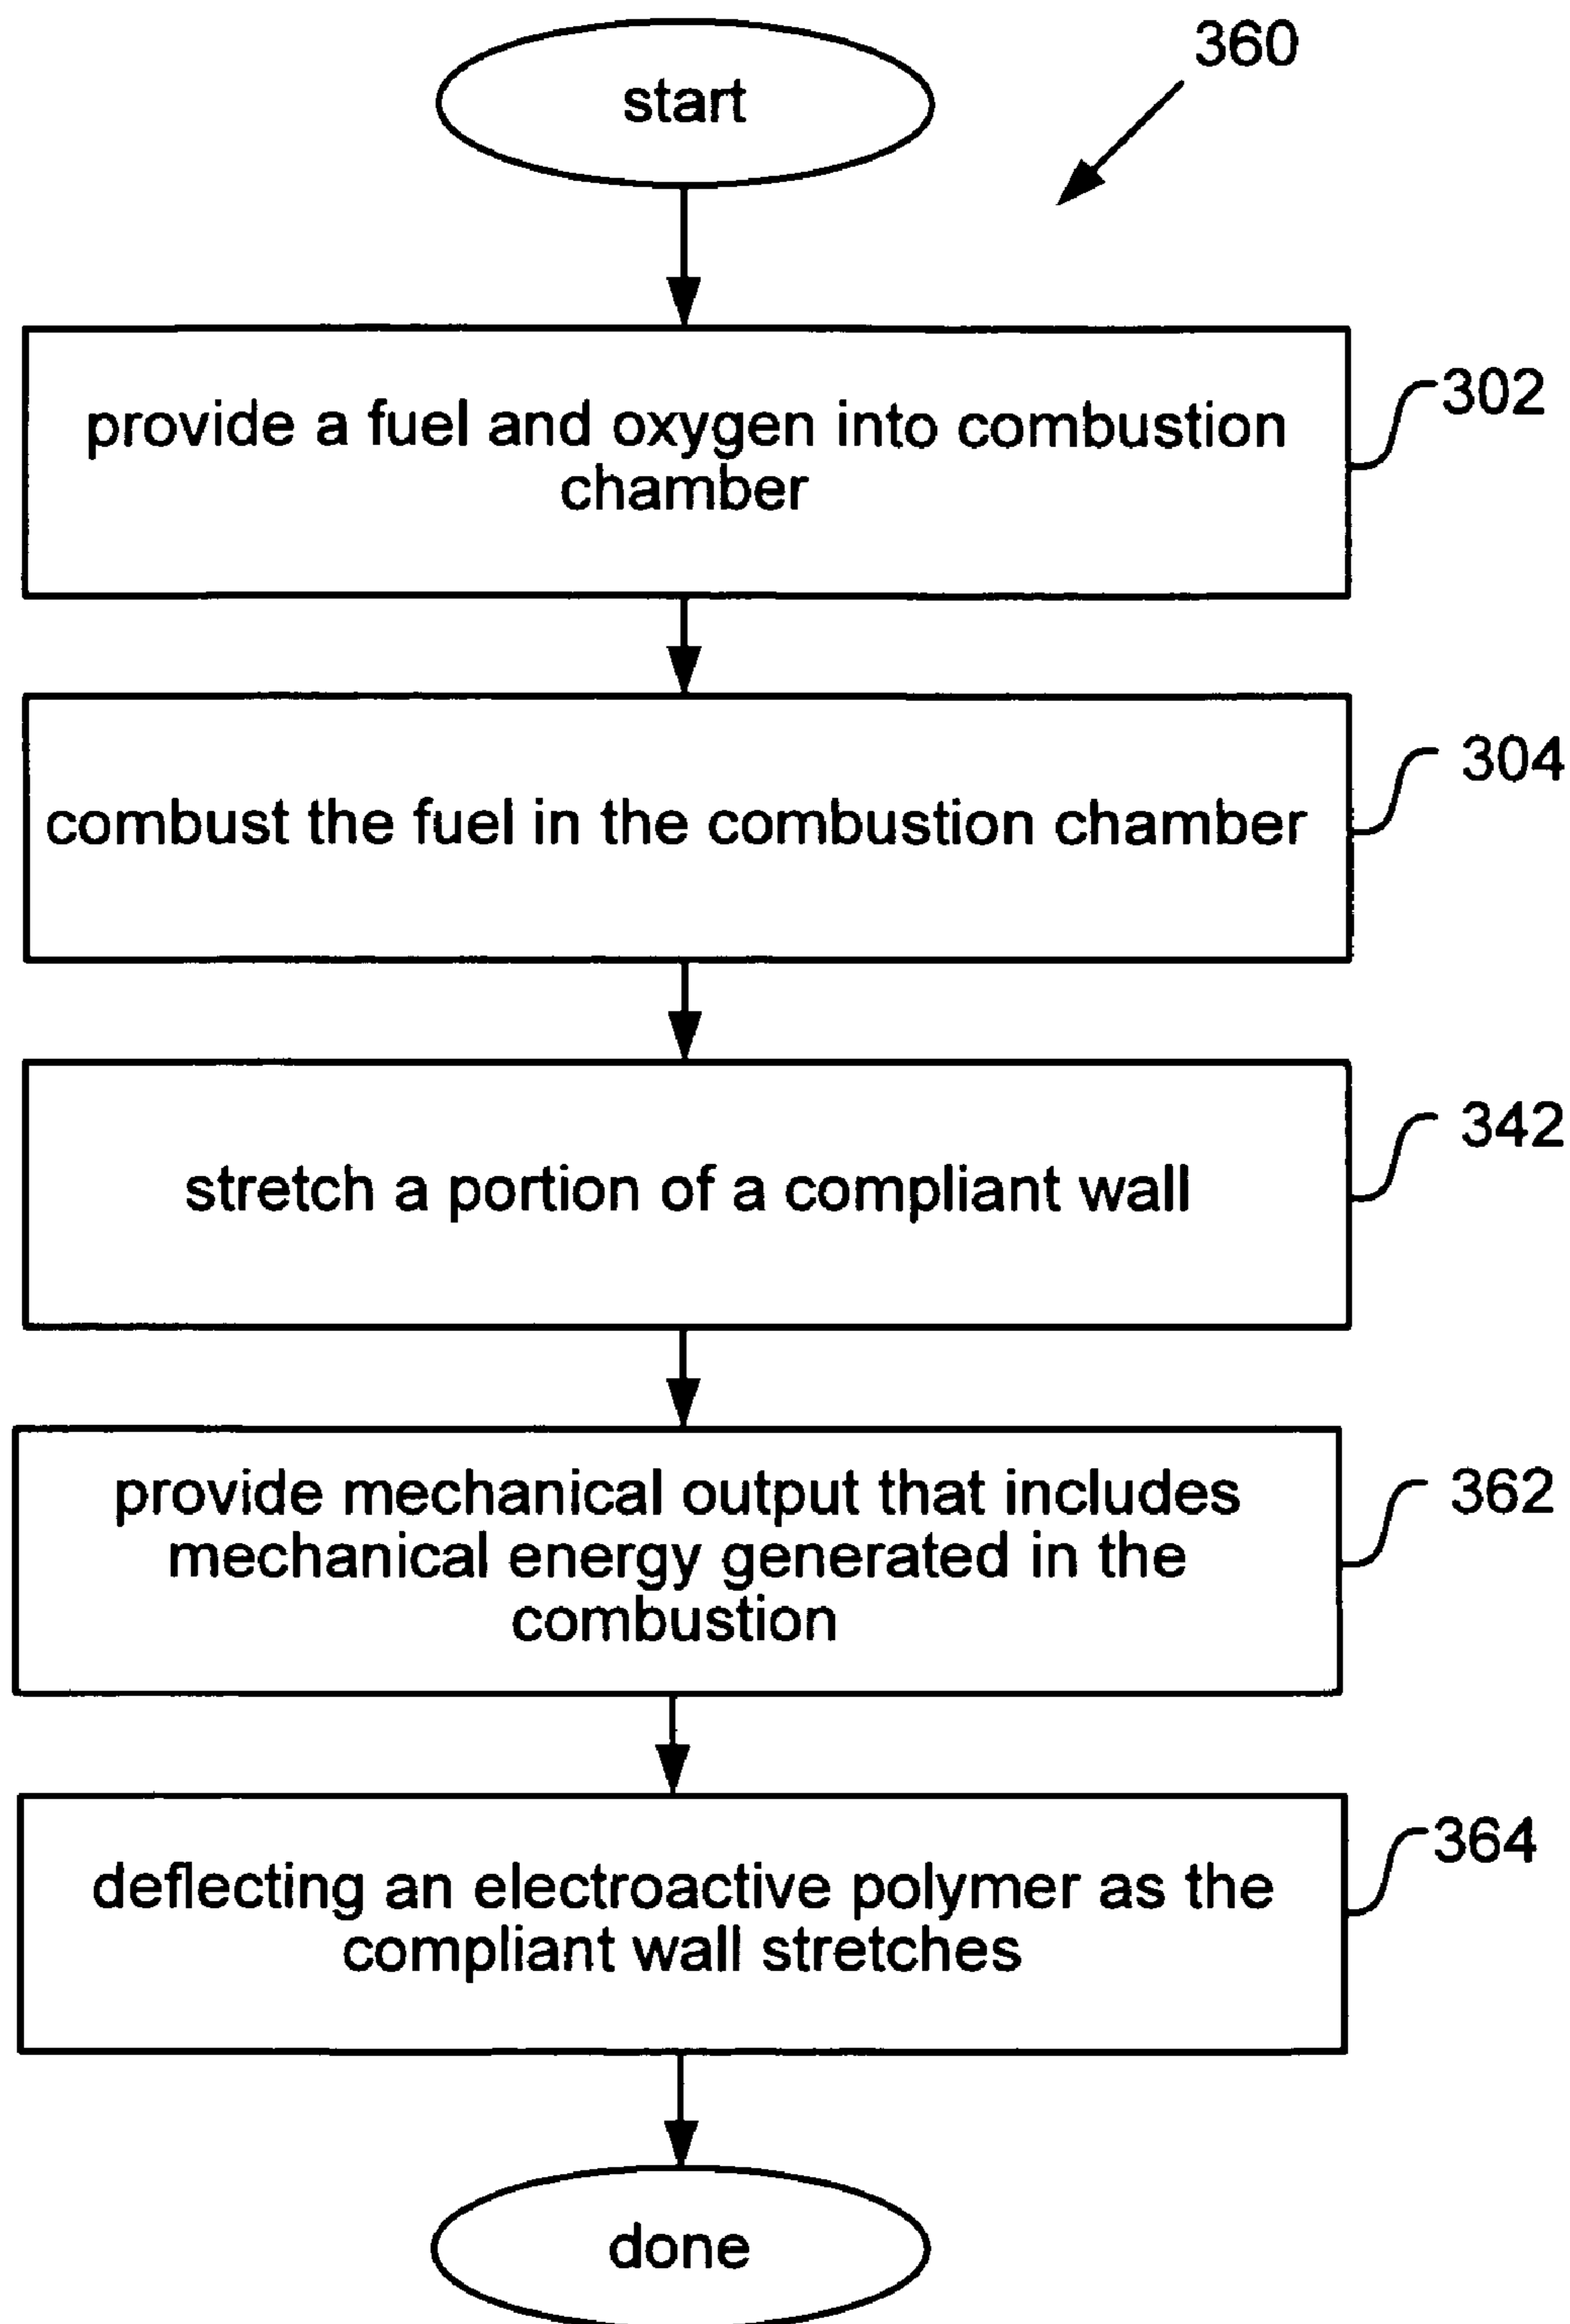 360
start
provide a fuel and oxygen into combustion
chamber
302
combust the fuel in the combustion chamber
304
stretch a portion of a compliant wall
342
provide mechanical output that includes
mechanical energy generated in the
combustion
362
deflecting an electroactive polymer as the
compliant wall stretches
364
done